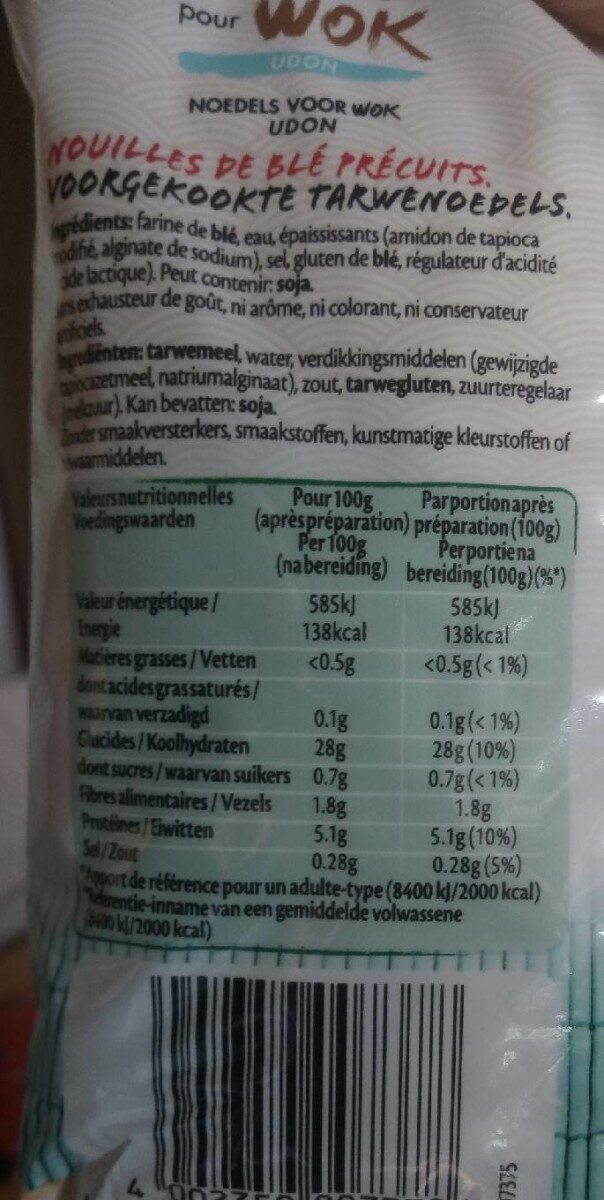 pour WOK
UDON
NOEDELS VOOR WOK
UDON
NOUILLES DE BLÉ PRÉCUITS.
VOORGEKOOKTE TARWENOEDELS.
Ingrédients: farine de blé, eau, épaississants (amidon de tapioca
modifié, alginate de sodium), sel, gluten de blé, régulateur d'acidité
lactique). Peut contenir: soja.
exhausteur de goût, ni arôme, ni colorant, ni conservateur
Ingrediënten: tarwemeel, water, verdikkingsmiddelen (gewijzigde
tapiocazetmeel, natriumalginaat), zout, tarwegluten, zuurteregelaar
(melkzuur). Kan bevatten: soja.
Zonder smaakversterkers, smaakstoffen, kunstmatige kleurstoffen of
Valeurs nutritionnelles Pour 100g Par portion après
Voedingswaarden (après préparation) préparation (100g)
Per 100g Per portie na
(na bereiding) bereiding (100g) (%*)
Valeur énergétique / 585kJ 585kJ
Energie 138kcal 138kcal
Matières grasses / Vetten <0.5g <0.5g (< 1%)
dont acides gras saturés /
waarvan verzadigd 0.1g 0.1g (< 1%)
Glucides / Koolhydraten 28g 28g (10%)
dont sucres / waarvan suikers 0.7g 0.7g (< 1%)
Fibres alimentaires / Vezels 1.8g 1.8g
Protéines / Eiwitten 5.1g 5.1g (10%)
Sel / Zout 0.28g 0.28g (5%)
*Apport de référence pour un adulte-type (8400 kJ/2000 kcal)
*Referentie-inname van een gemiddelde volwassene
(8400 kJ/2000 kcal)
7375